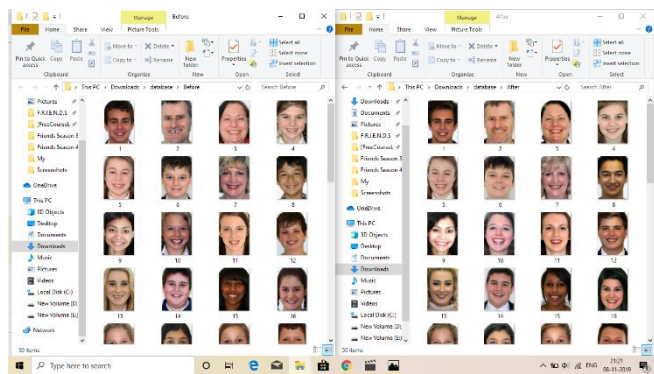 Manage
Before
File
Home
Share
View
Picture Tools
Pin to Quick access
Copy
Paste
Move to
Copy to
Delete
Rename
New folder
Properties
Select all
Select none
Invert selection
Clipboard
Organize
New
Open
Select
This PC > Downloads > database > Before
Search Before
Pictures
F.R.I.E.N.D.S
[FreeCourseL
Friends Season 3
Friends Season 4
My
Screenshots
OneDrive
This PC
3D Objects
Desktop
Documents
Downloads
Music
Pictures
Videos
Local Disk (C:)
New Volume (D:
New Volume (E:)
Network
1 2 3 4
5 6 7 8
9 10 11 12
13 14 15 16
30 items
Manage
After
File
Home
Share
View
Picture Tools
Pin to Quick access
Copy
Paste
Move to
Copy to
Delete
Rename
New folder
Properties
Select all
Select none
Invert selection
Clipboard
Organize
New
Open
Select
This PC > Downloads > database > After
Search After
Downloads
Documents
Pictures
F.R.I.E.N.D.S
[FreeCourseL
Friends Season 3
Friends Season 4
My
Screenshots
OneDrive
This PC
3D Objects
Desktop
Documents
Downloads
Music
Pictures
Videos
Local Disk (C:)
New Volume (D:
New Volume (E:)
1 2 3 4
5 6 7 8
9 10 11 12
13 14 15 16
30 items
Type here to search
ENG
21:21